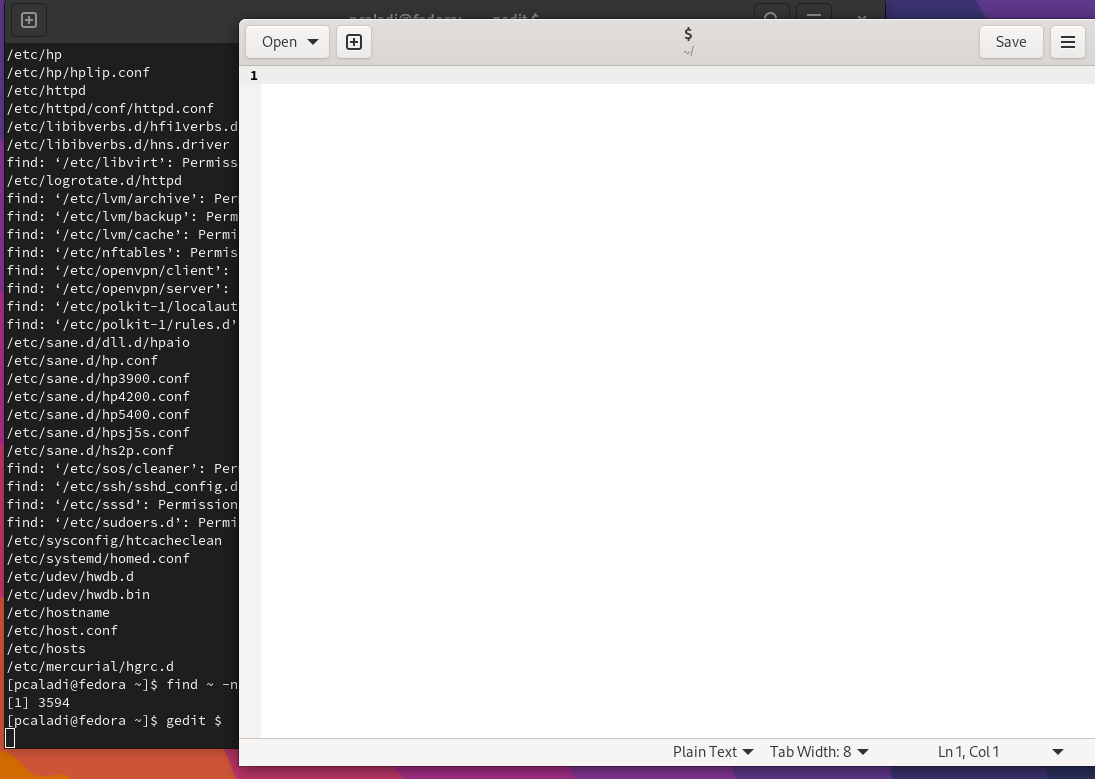 pcaladi@fedora:~ — gedit $
/etc/hp
/etc/hp/hplip.conf
/etc/httpd
/etc/httpd/conf/httpd.conf
/etc/libibverbs.d/hfi1verbs.d
/etc/libibverbs.d/hns.driver
find: ‘/etc/libvirt’: Permiss
/etc/logrotate.d/httpd
find: ‘/etc/lvm/archive’: Per
find: ‘/etc/lvm/backup’: Perm
find: ‘/etc/lvm/cache’: Permi
find: ‘/etc/nftables’: Permis
find: ‘/etc/openvpn/client’:
find: ‘/etc/openvpn/server’:
find: ‘/etc/polkit-1/localaut
find: ‘/etc/polkit-1/rules.d’
/etc/sane.d/dll.d/hpaio
/etc/sane.d/hp.conf
/etc/sane.d/hp3900.conf
/etc/sane.d/hp4200.conf
/etc/sane.d/hp5400.conf
/etc/sane.d/hpsj5s.conf
/etc/sane.d/hs2p.conf
find: ‘/etc/sos/cleaner’: Per
find: ‘/etc/ssh/sshd_config.d
find: ‘/etc/sssd’: Permission
find: ‘/etc/sudoers.d’: Permi
/etc/sysconfig/htcacheclean
/etc/systemd/homed.conf
/etc/udev/hwdb.d
/etc/udev/hwdb.bin
/etc/hostname
/etc/host.conf
/etc/hosts
/etc/mercurial/hgrc.d
[pcaladi@fedora ~]$ find ~ -n
[1] 3594
[pcaladi@fedora ~]$ gedit $
Open
$
~/
Save
1
Plain Text
Tab Width: 8
Ln 1, Col 1